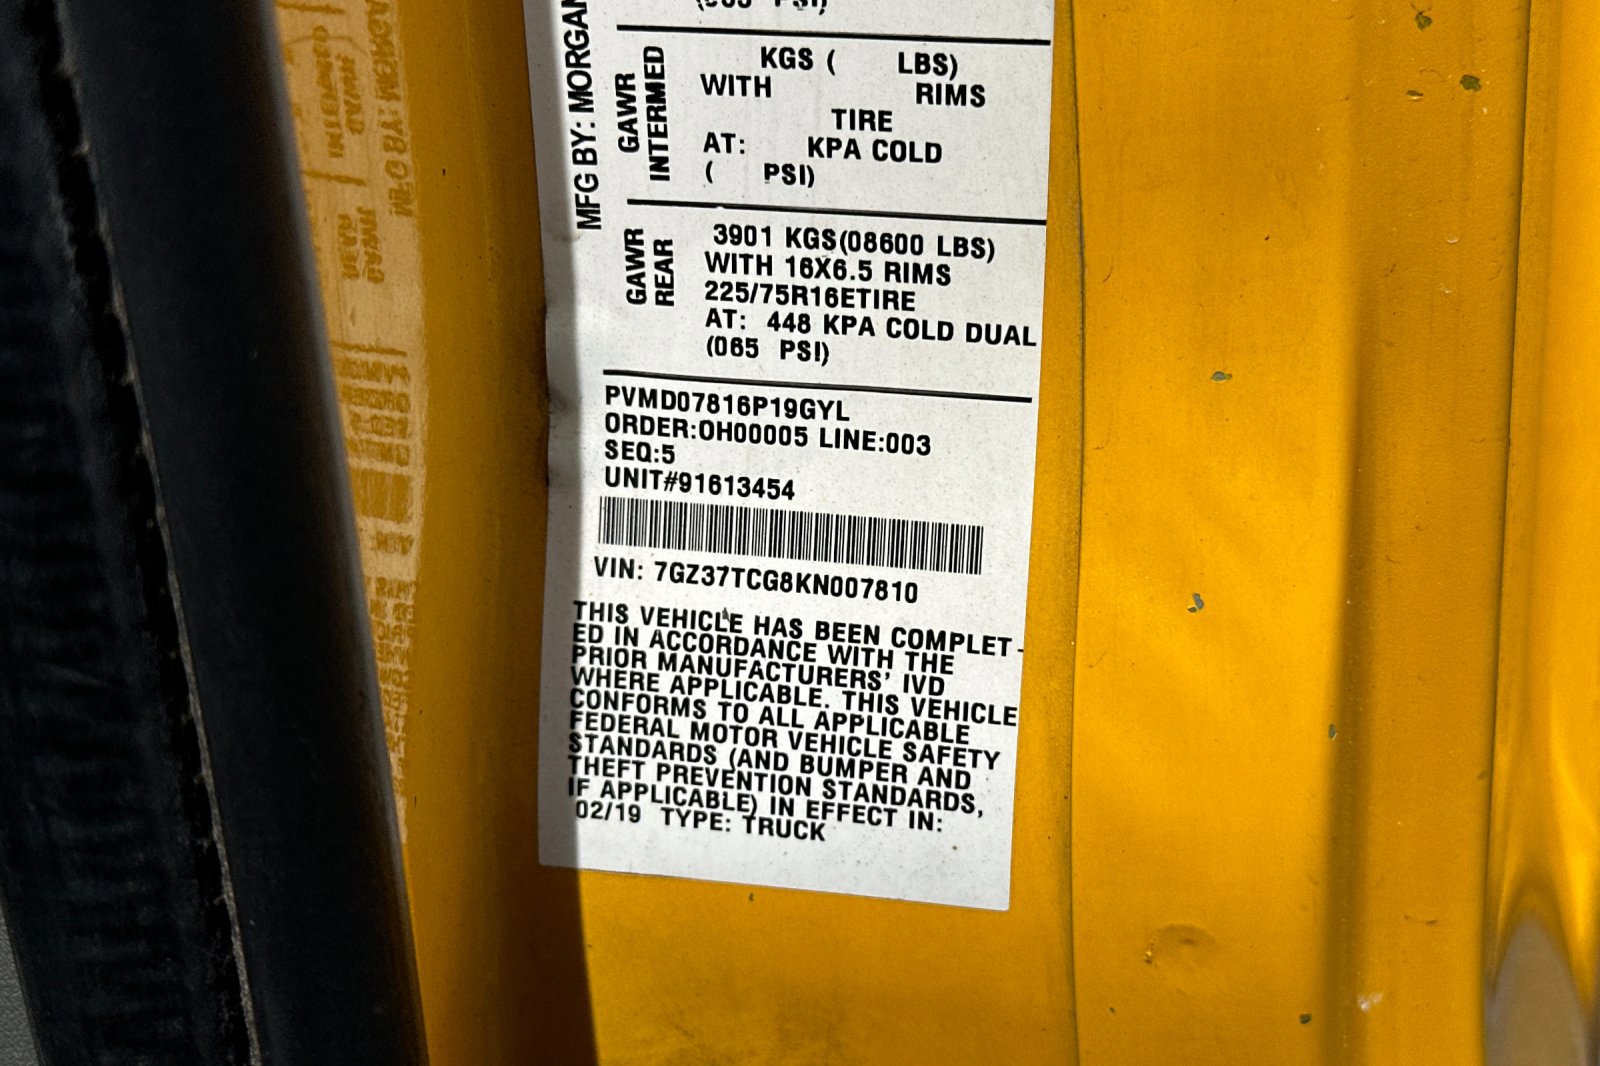 MFG BY: MORGAN
PSI)
GAWR
INTERMED
KGS ( LBS)
WITH RIMS
TIRE
AT: KPA COLD
( PSI)
GAWR
REAR
3901 KGS(08600 LBS)
WITH 16X6.5 RIMS
225/75R16ETIRE
AT: 448 KPA COLD DUAL
(065 PSI)
PVMD07816P19GYL
ORDER:OH00005 LINE:003
SEQ:5
UNIT#91613454
VIN: 7GZ37TCG8KN007810
THIS VEHICLE HAS BEEN COMPLET-
ED IN ACCORDANCE WITH THE
PRIOR MANUFACTURERS' IVD
WHERE APPLICABLE. THIS VEHICLE
CONFORMS TO ALL APPLICABLE
FEDERAL MOTOR VEHICLE SAFETY
STANDARDS (AND BUMPER AND
THEFT PREVENTION STANDARDS,
IF APPLICABLE) IN EFFECT IN:
02/19 TYPE: TRUCK